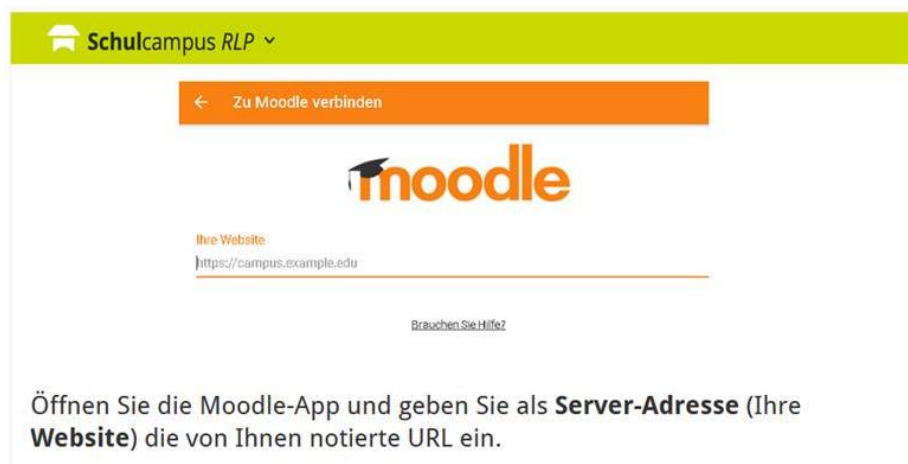 Schulcampus RLP
Zu Moodle verbinden
moodle
Ihre Website
https://campus.example.edu
Brauchen Sie Hilfe?
Öffnen Sie die Moodle-App und geben Sie als Server-Adresse (Ihre
Website) die von Ihnen notierte URL ein.